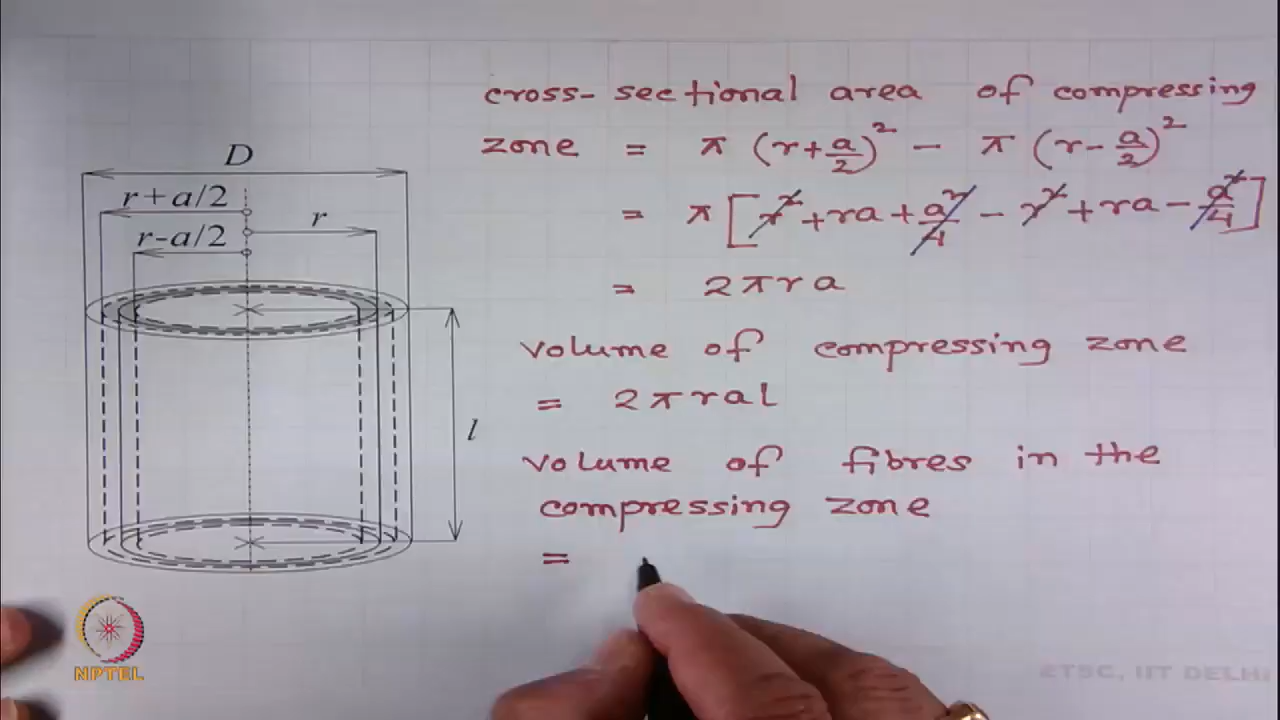 D
r+a/2
r
r-a/2
l
cross-sectional area of compressing
zone = π (r+a/2)² - π (r-a/2)²
= π [r²+ra+a²/4 - r²+ra-a²/4]
= 2πra
volume of compressing zone
= 2πral
volume of fibres in the
compressing zone
=
NPTEL
ETSC, IIT DELHI